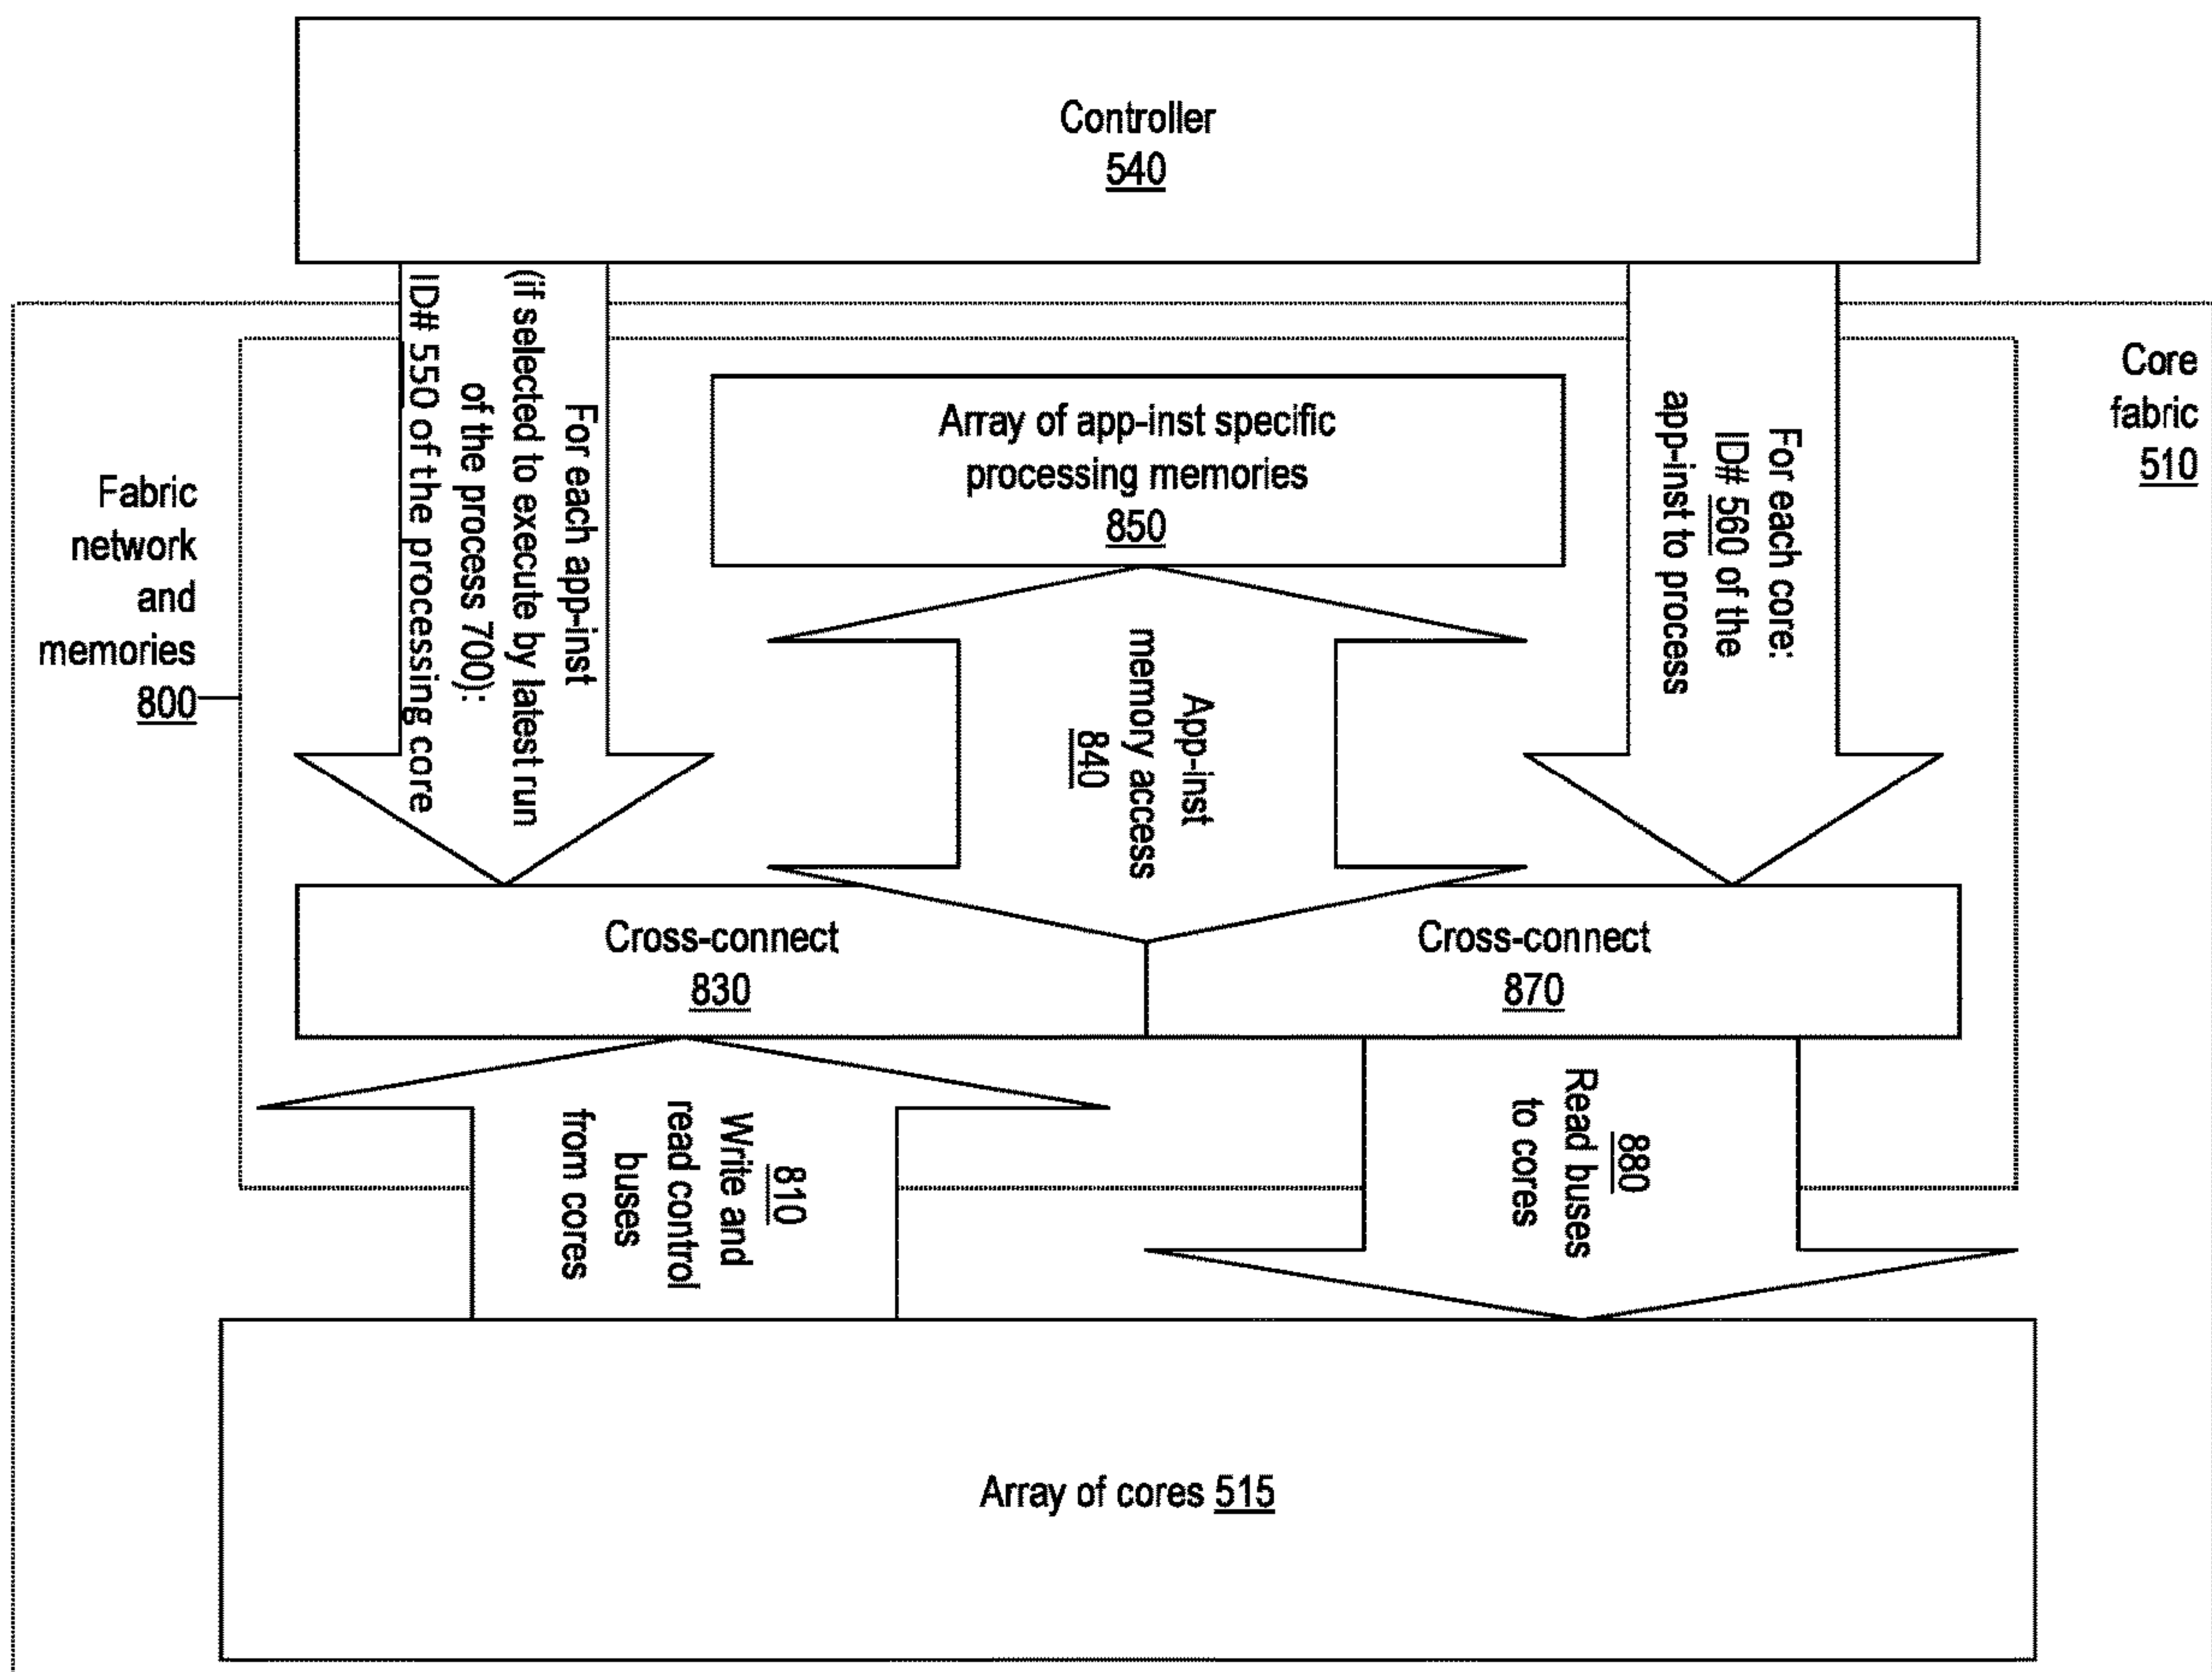 Controller
540
Core
fabric
510
For each app-inst
(if selected to execute by latest run
of the process 700):
ID# 550 of the processing core
For each core:
ID# 560 of the
app-inst to process
Array of app-inst specific
processing memories
850
Fabric
network
and
memories
800
App-inst
memory access
840
Cross-connect
830
Cross-connect
870
810
Write and
read control
buses
from cores
880
Read buses
to cores
Array of cores 515